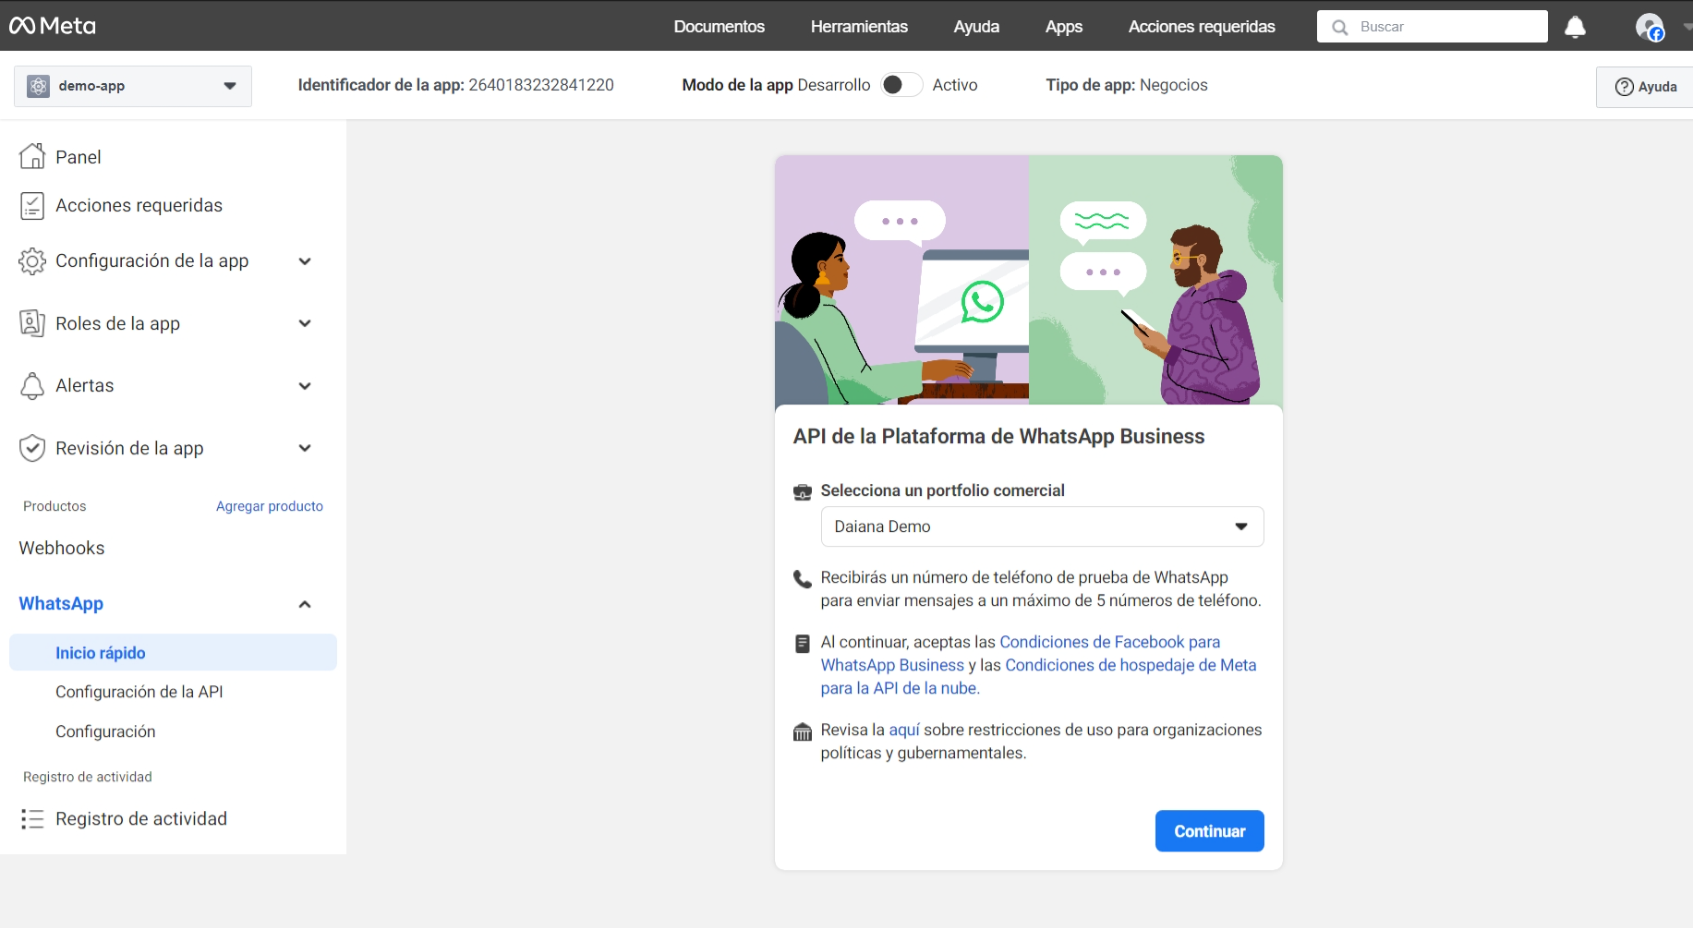 Meta
Documentos
Herramientas
Ayuda
Apps
Acciones requeridas
Buscar
demo-app
Identificador de la app: 2640183232841220
Modo de la app Desarrollo
Activo
Tipo de app: Negocios
Ayuda
Panel
Acciones requeridas
Configuración de la app
Roles de la app
Alertas
Revisión de la app
Productos
Agregar producto
Webhooks
WhatsApp
Inicio rápido
Configuración de la API
Configuración
Registro de actividad
Registro de actividad
API de la Plataforma de WhatsApp Business
Selecciona un portfolio comercial
Daiana Demo
Recibirás un número de teléfono de prueba de WhatsApp
para enviar mensajes a un máximo de 5 números de teléfono.
Al continuar, aceptas las Condiciones de Facebook para
WhatsApp Business y las Condiciones de hospedaje de Meta
para la API de la nube.
Revisa la aquí sobre restricciones de uso para organizaciones
políticas y gubernamentales.
Continuar